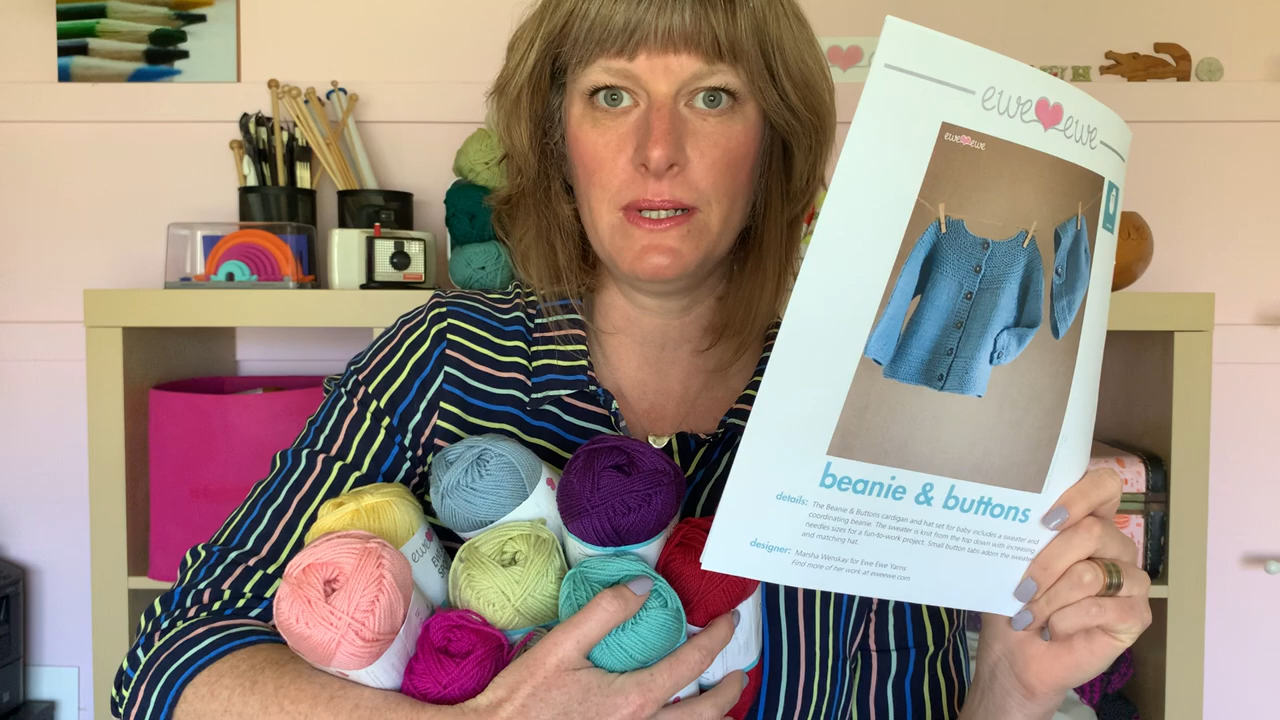 ewe ewe
ewe ewe
beanie & buttons
details: The Beanie & Buttons cardigan and hat set for baby includes a sweater and
coordinating beanie. The sweater is knit from the top down with increasing
needles sizes for a fun-to-work project. Small button tabs adorn the sweater
and matching hat.
designer: Marsha Wenskay for Ewe Ewe Yarns
Find more of her work at eweewe.com
ewe
ewe